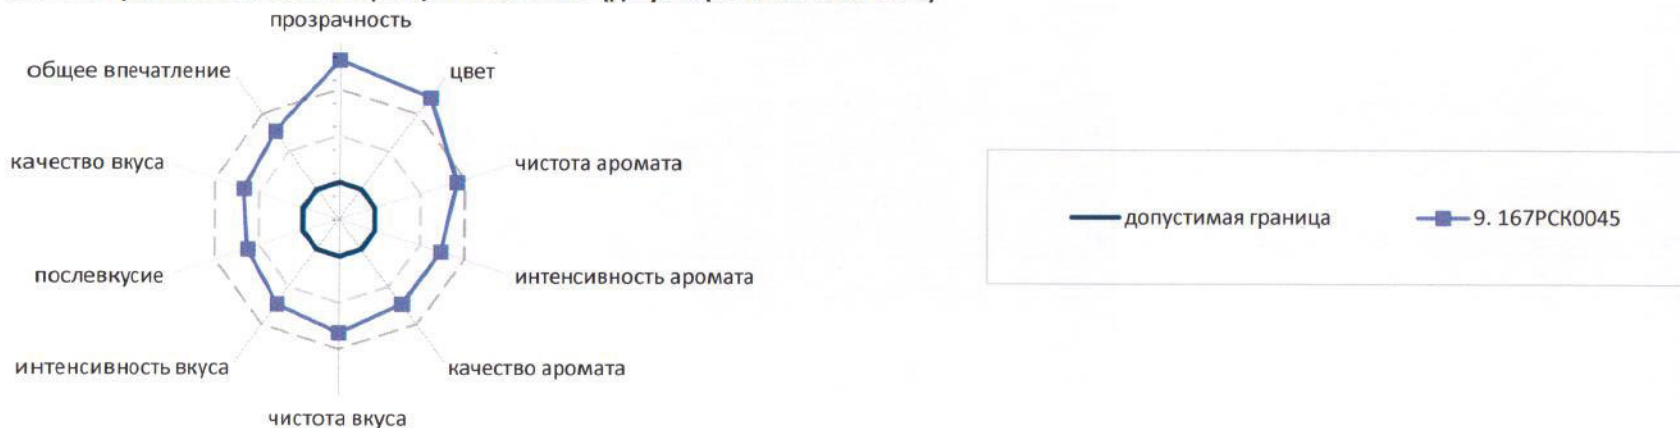 прозрачность
общее впечатление
цвет
качество вкуса
чистота аромата
послевкусие
интенсивность аромата
интенсивность вкуса
качество аромата
чистота вкуса
допустимая граница
9. 167РСК0045